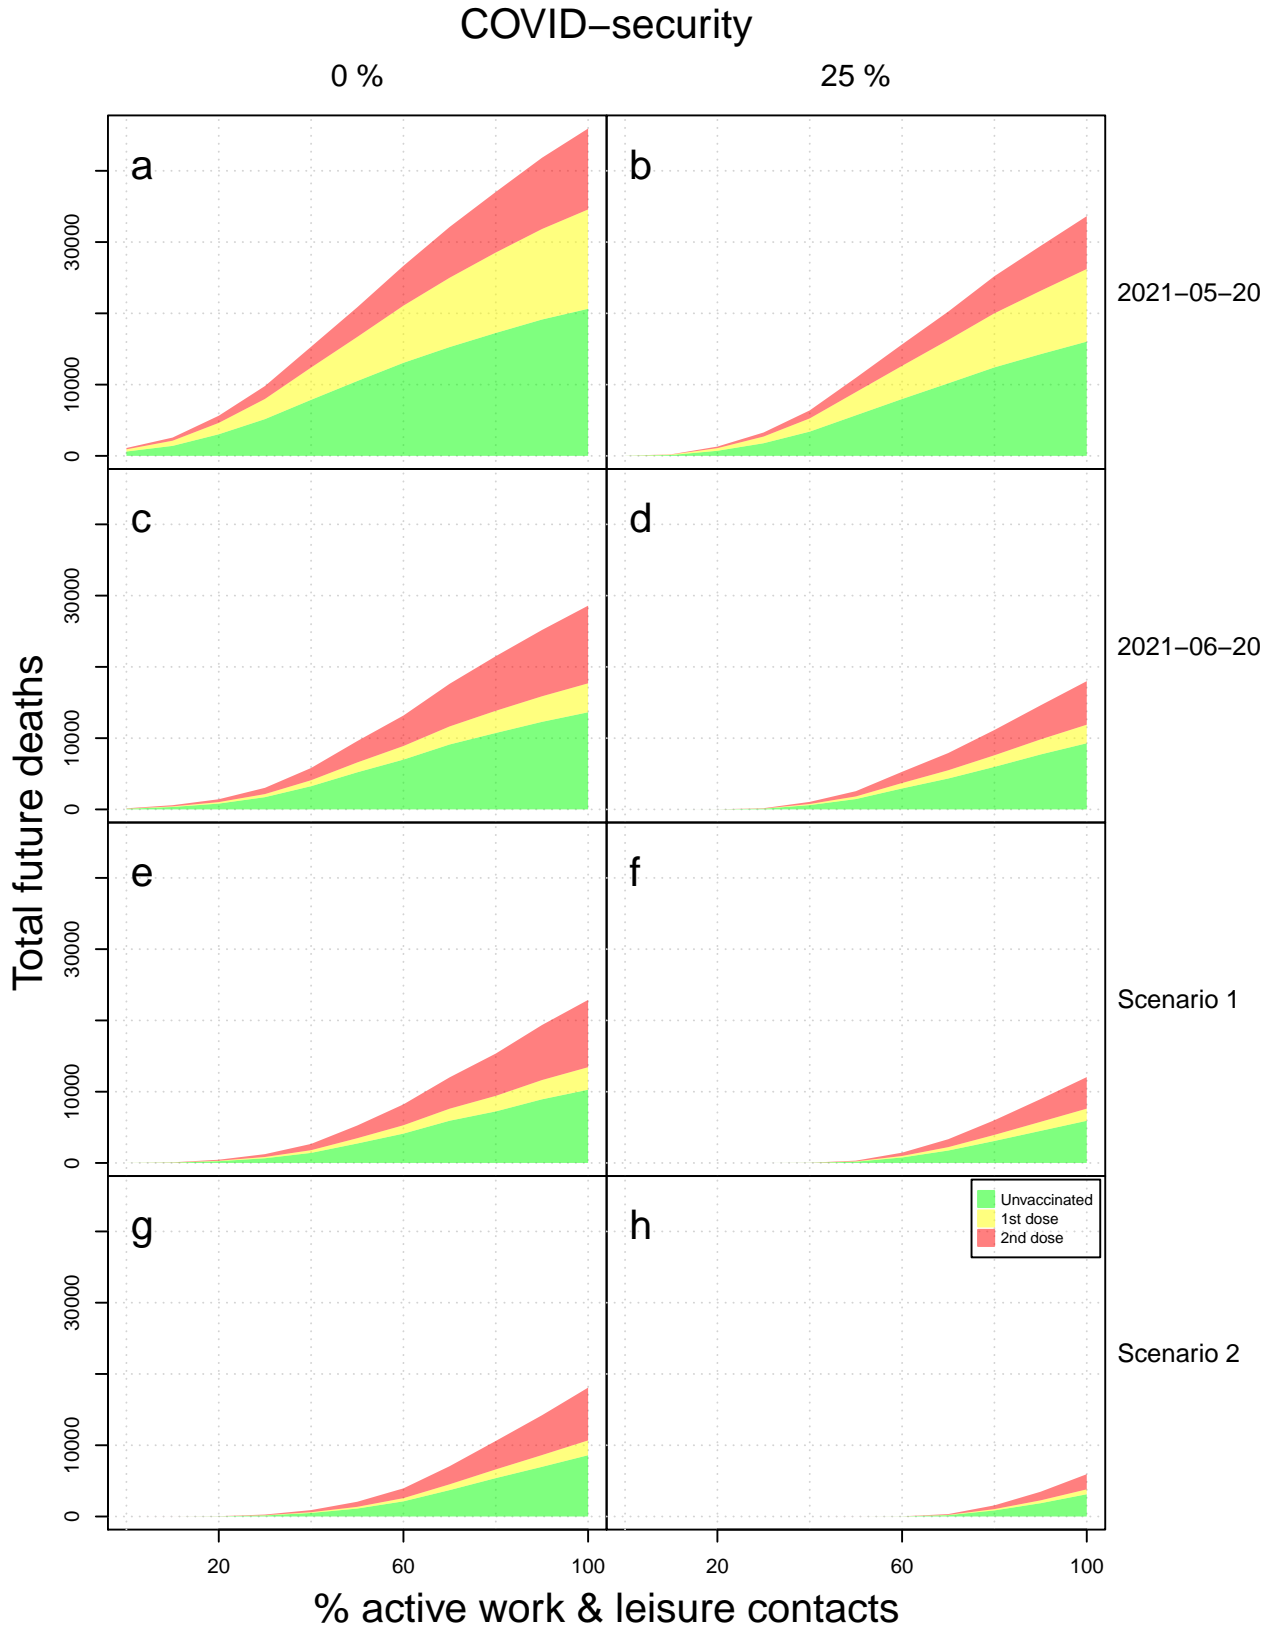 COVID−security
0 %
25 %
a
b
30000
10000
0
2021−05−20
c
d
30000
10000
0
2021−06−20
Total future deaths
e
f
30000
10000
0
Scenario 1
g
h
Unvaccinated
1st dose
2nd dose
30000
10000
0
Scenario 2
20 60 100 20 60 100
% active work & leisure contacts